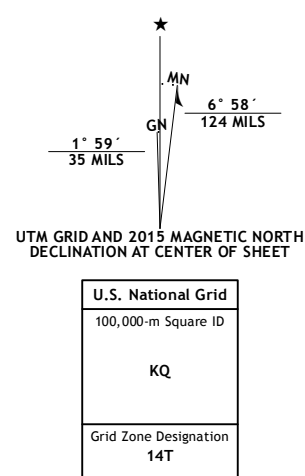 ★
MN
GN
6° 58´
124 MILS
1° 59´
35 MILS
UTM GRID AND 2015 MAGNETIC NORTH
DECLINATION AT CENTER OF SHEET
U.S. National Grid
100,000-m Square ID
KQ
Grid Zone Designation
14T